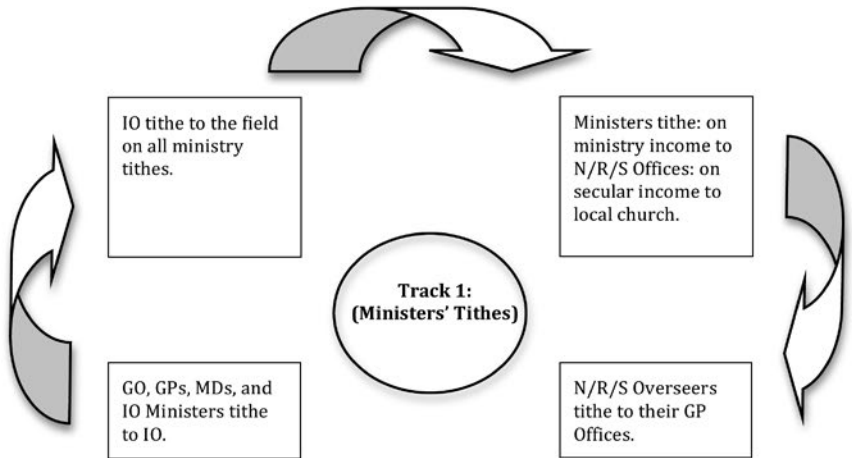 IO tithe to the field
on all ministry
tithes.
Ministers tithe: on
ministry income to
N/R/S Offices: on
secular income to
local church.
Track 1:
(Ministers' Tithes)
GO, GPs, MDs, and
IO Ministers tithe
to IO.
N/R/S Overseers
tithe to their GP
Offices.